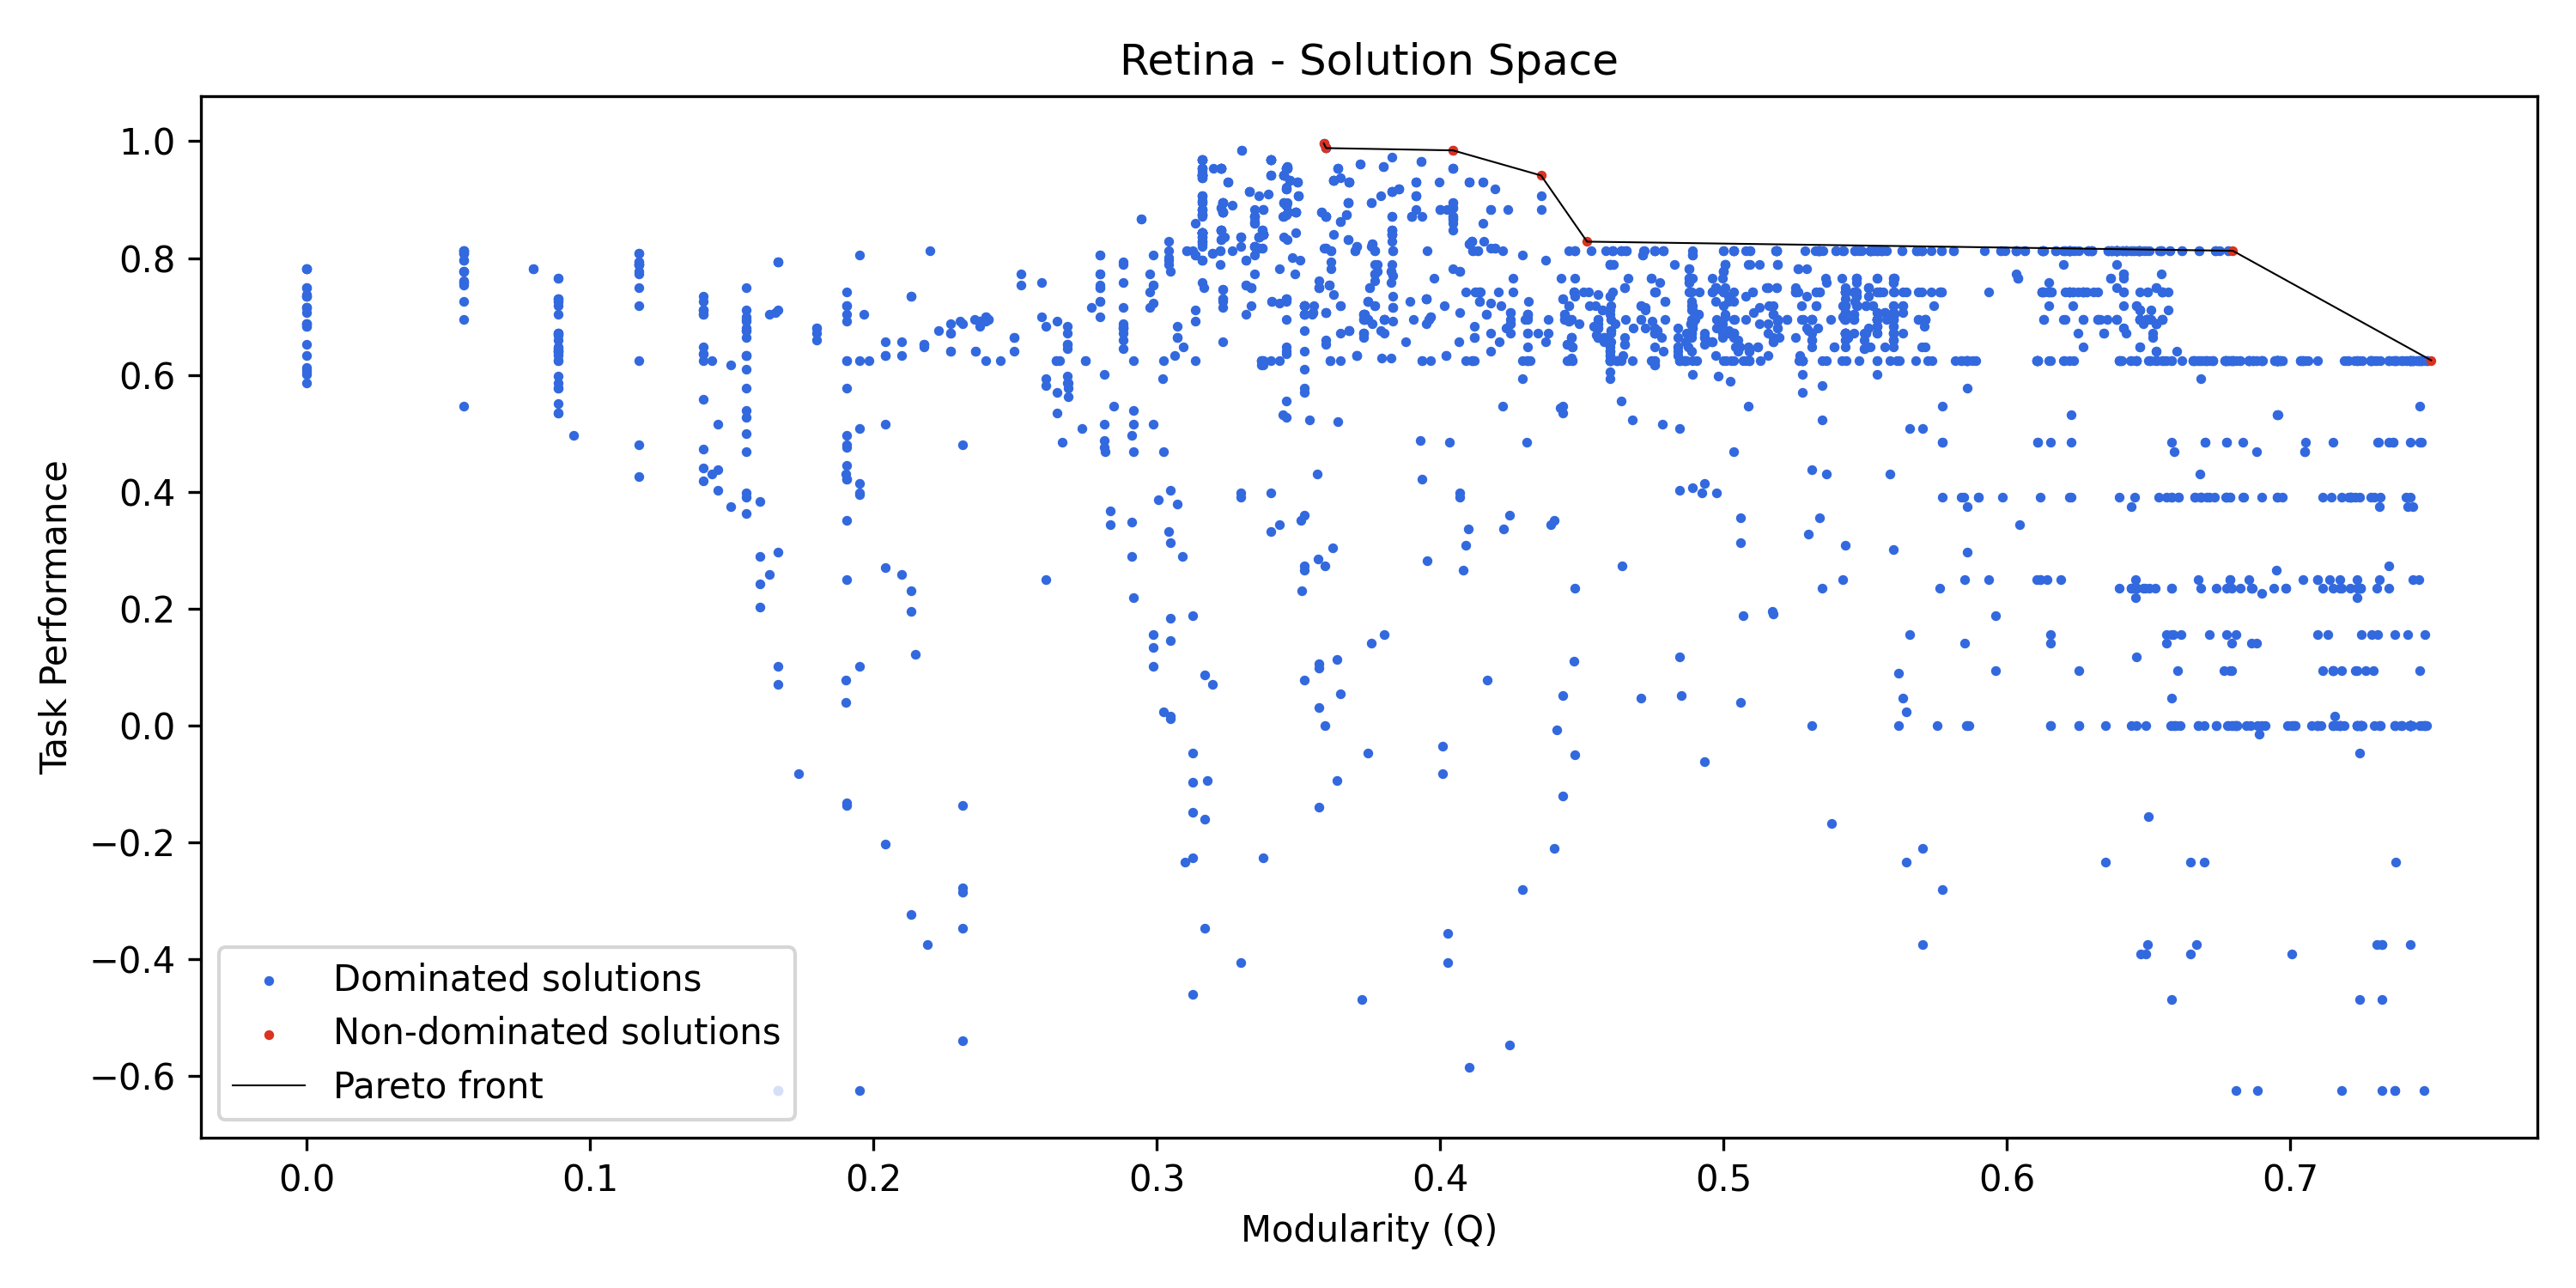 Retina - Solution Space
1.0
0.8
0.6
0.4
0.2
0.0
−0.2
−0.4
−0.6
Task Performance
Dominated solutions
Non-dominated solutions
Pareto front
0.0 0.1 0.2 0.3 0.4 0.5 0.6 0.7
Modularity (Q)